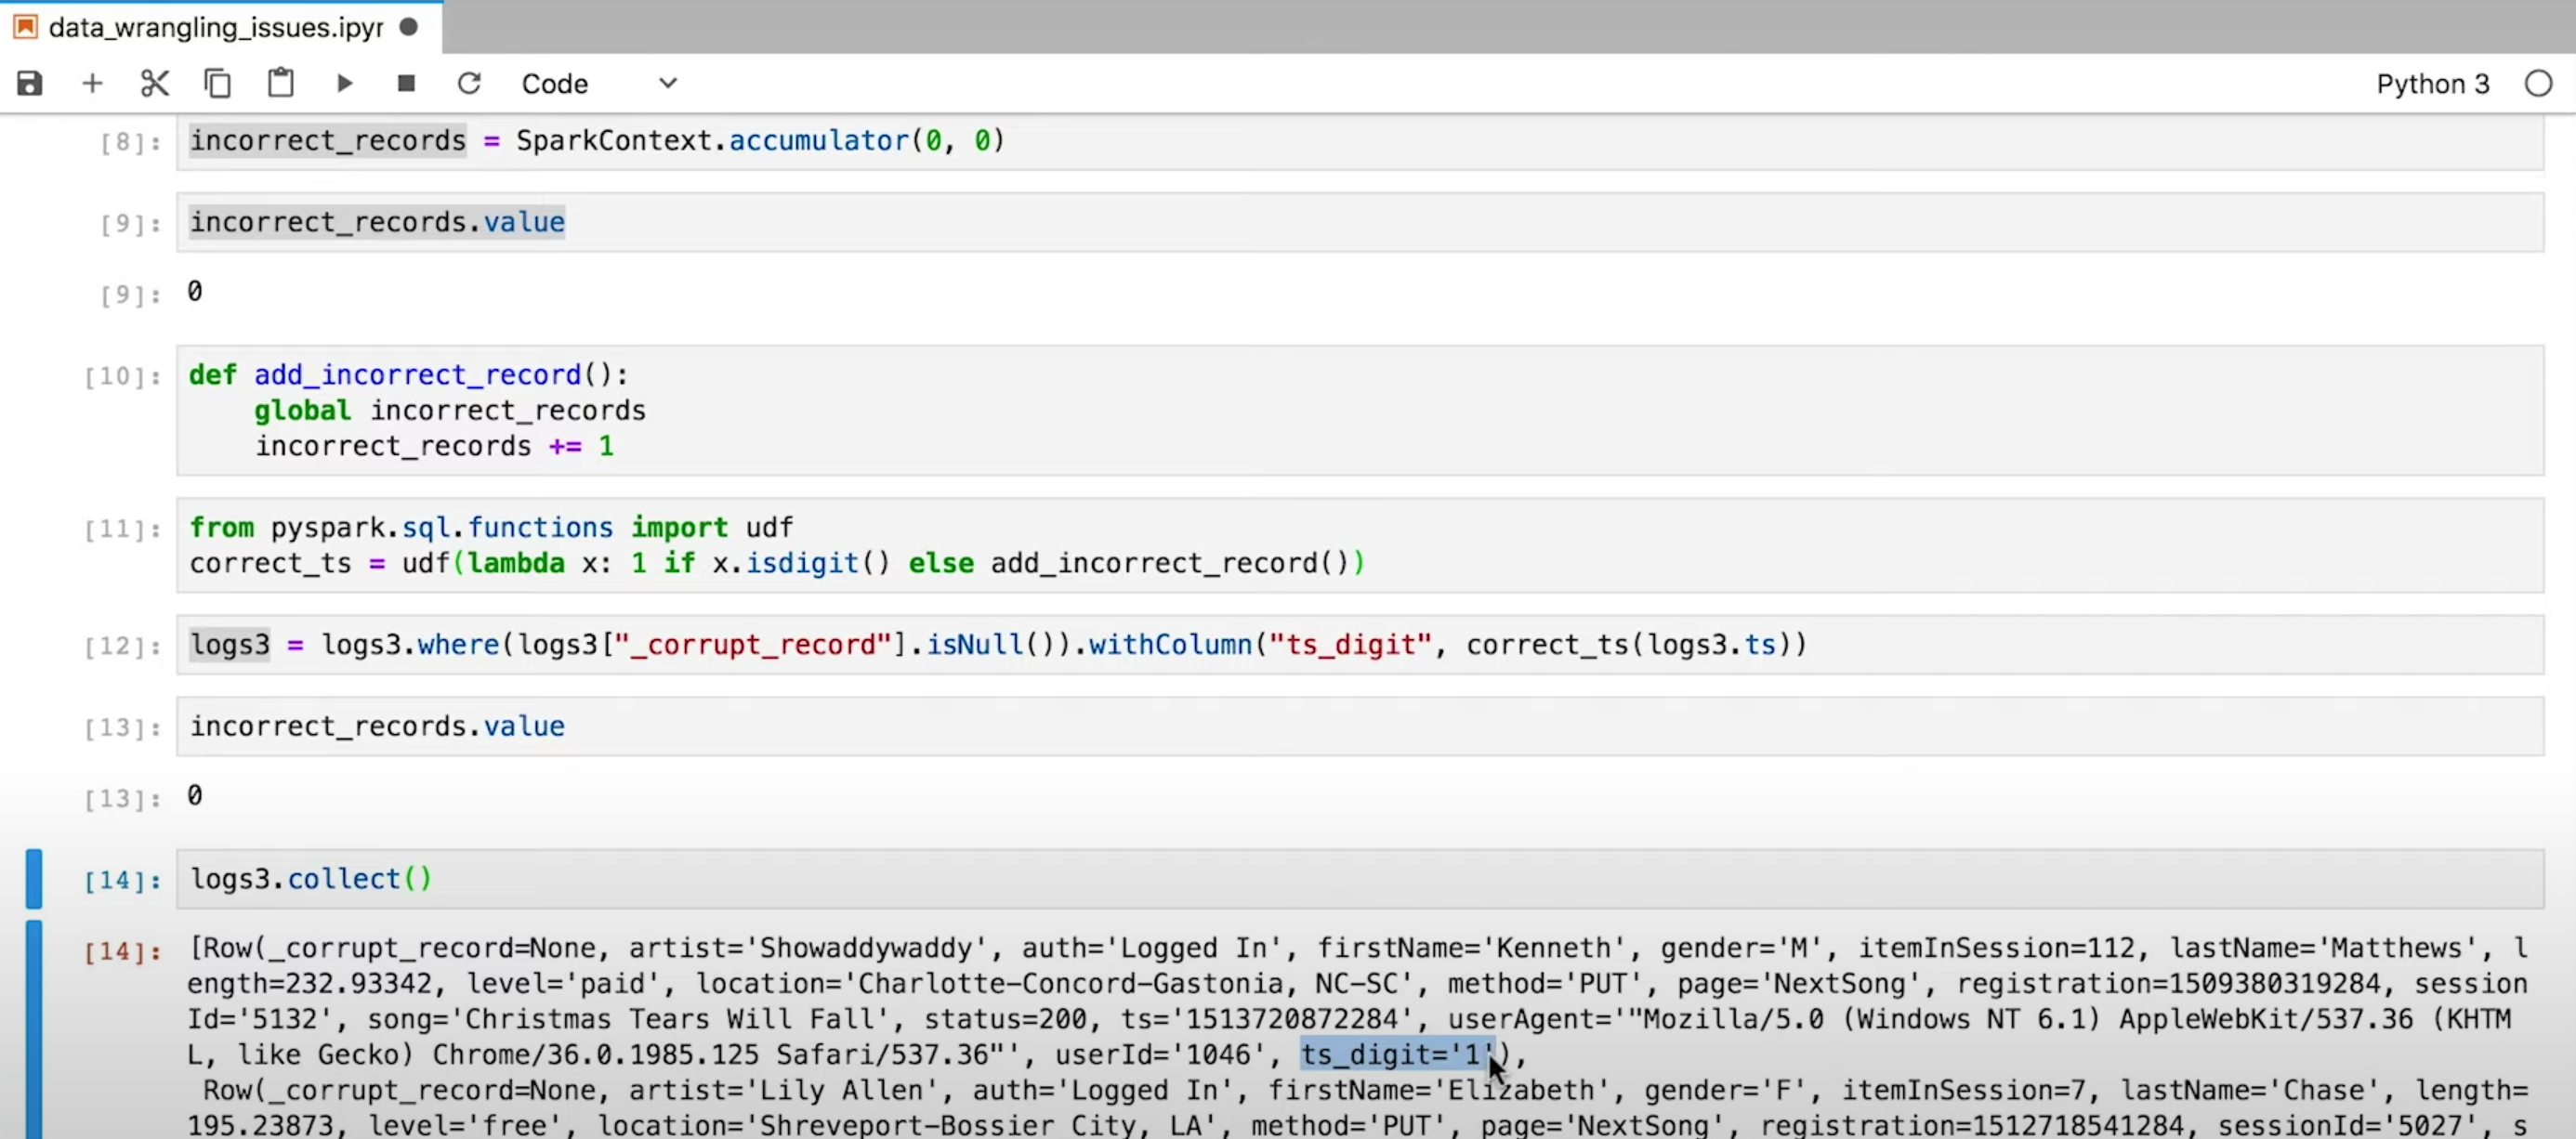 data_wrangling_issues.ipyr
Code
Python 3
[8]: incorrect_records = SparkContext.accumulator(0, 0)
[9]: incorrect_records.value
[9]: 0
[10]: def add_incorrect_record():
global incorrect_records
incorrect_records += 1
[11]: from pyspark.sql.functions import udf
correct_ts = udf(lambda x: 1 if x.isdigit() else add_incorrect_record())
[12]: logs3 = logs3.where(logs3["_corrupt_record"].isNull()).withColumn("ts_digit", correct_ts(logs3.ts))
[13]: incorrect_records.value
[13]: 0
[14]: logs3.collect()
[14]: [Row(_corrupt_record=None, artist='Showaddywaddy', auth='Logged In', firstName='Kenneth', gender='M', itemInSession=112, lastName='Matthews', l
ength=232.93342, level='paid', location='Charlotte-Concord-Gastonia, NC-SC', method='PUT', page='NextSong', registration=1509380319284, session
Id='5132', song='Christmas Tears Will Fall', status=200, ts='1513720872284', userAgent='"Mozilla/5.0 (Windows NT 6.1) AppleWebKit/537.36 (KHTM
L, like Gecko) Chrome/36.0.1985.125 Safari/537.36"', userId='1046', ts_digit='1'),
Row(_corrupt_record=None, artist='Lily Allen', auth='Logged In', firstName='Elizabeth', gender='F', itemInSession=7, lastName='Chase', length=
195.23873, level='free', location='Shreveport-Bossier City, LA', method='PUT', page='NextSong', registration=1512718541284, sessionId='5027', s